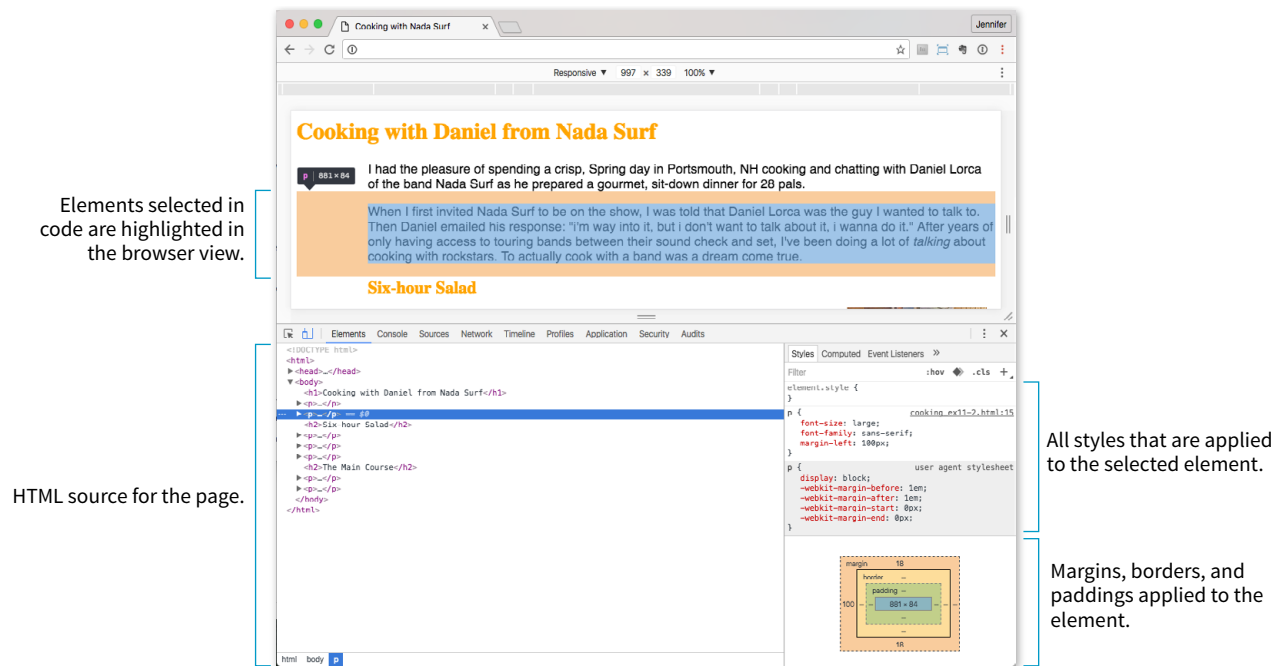 Cooking with Nada Surf
Jennifer
Responsive ▼ 997 × 339 100% ▼
Cooking with Daniel from Nada Surf
I had the pleasure of spending a crisp, Spring day in Portsmouth, NH cooking and chatting with Daniel Lorca
of the band Nada Surf as he prepared a gourmet, sit-down dinner for 28 pals.
p | 881 × 84
When I first invited Nada Surf to be on the show, I was told that Daniel Lorca was the guy I wanted to talk to.
Then Daniel emailed his response: "i'm way into it, but i don't want to talk about it, i wanna do it." After years of
only having access to touring bands between their sound check and set, I've been doing a lot of talking about
cooking with rockstars. To actually cook with a band was a dream come true.
Six-hour Salad
Elements selected in
code are highlighted in
the browser view.
Elements Console Sources Network Timeline Profiles Application Security Audits
<!DOCTYPE html>
<html>
▶<head>…</head>
▼<body>
<h1>Cooking with Daniel from Nada Surf</h1>
▶<p>…</p>
… ▶<p>…</p> == $0
<h2>Six hour Salad</h2>
▶<p>…</p>
▶<p>…</p>
▶<p>…</p>
<h2>The Main Course</h2>
▶<p>…</p>
▶<p>…</p>
</body>
</html>
html body p
HTML source for the page.
Styles Computed Event Listeners »
Filter :hov .cls +
element.style {
}
p { cooking_ex11-2.html:15
font-size: large;
font-family: sans-serif;
margin-left: 100px;
}
p { user agent stylesheet
display: block;
-webkit-margin-before: 1em;
-webkit-margin-after: 1em;
-webkit-margin-start: 0px;
-webkit-margin-end: 0px;
}
All styles that are applied
to the selected element.
margin 18
border –
padding –
100 – – 881 × 84 – – –
–
–
18
Margins, borders, and
paddings applied to the
element.